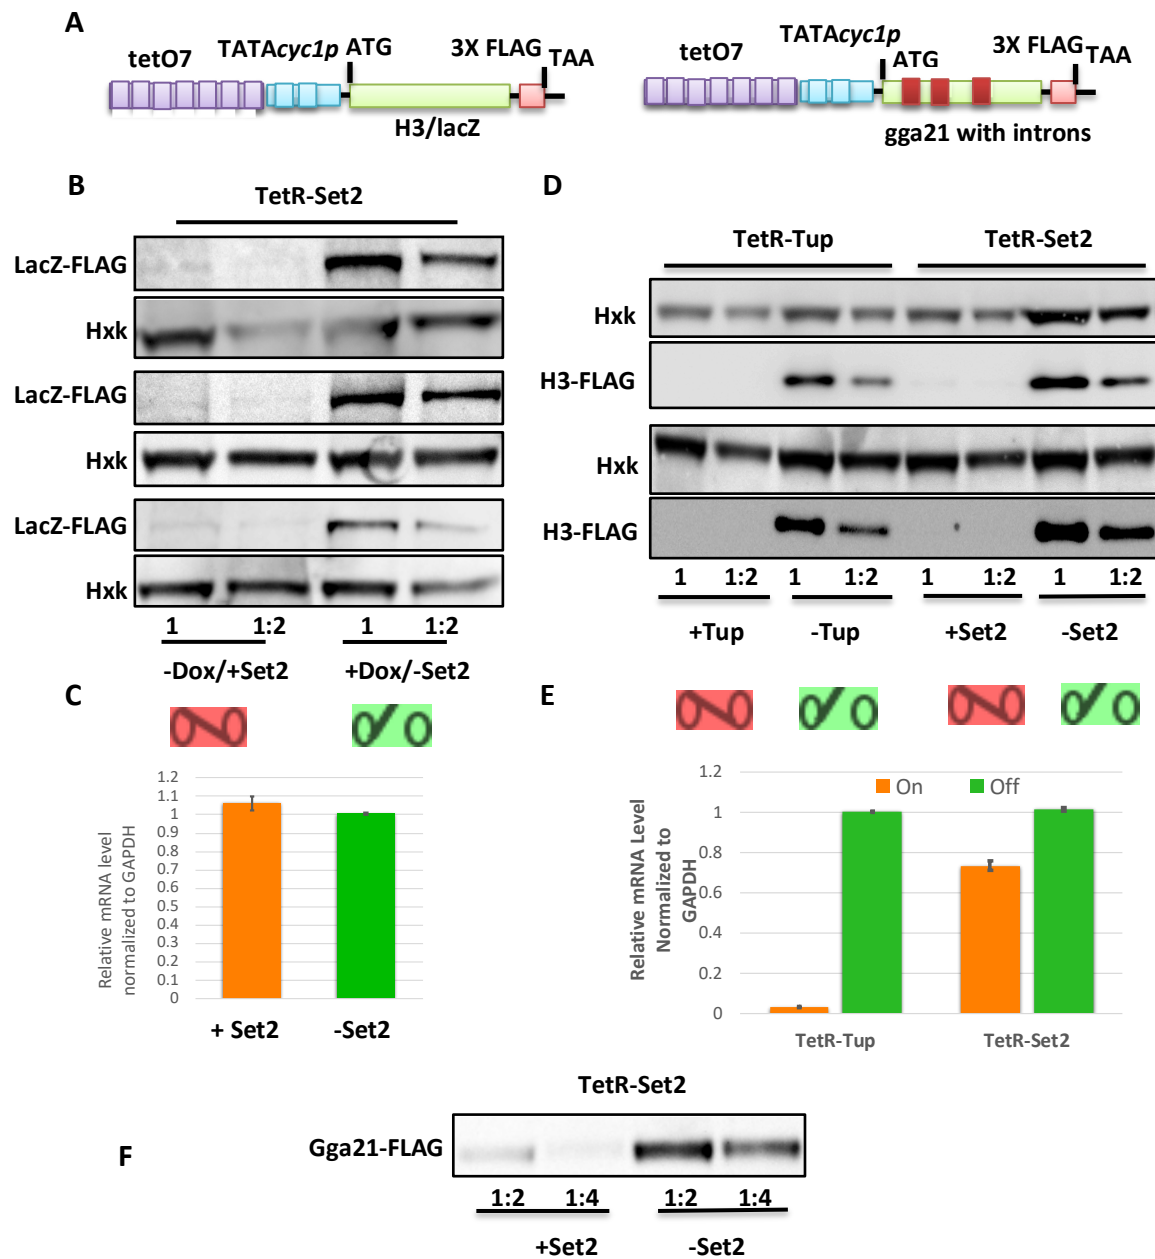 A
tetO7
TATAcyc1p
ATG
3X FLAG
TAA
H3/lacZ
tetO7
TATAcyc1p
ATG
3X FLAG
TAA
gga21 with introns
B
TetR-Set2
LacZ-FLAG
Hxk
LacZ-FLAG
Hxk
LacZ-FLAG
Hxk
1 1:2 1 1:2
-Dox/+Set2 +Dox/-Set2
D
TetR-Tup TetR-Set2
Hxk
H3-FLAG
Hxk
H3-FLAG
1 1:2 1 1:2 1 1:2 1 1:2
+Tup -Tup +Set2 -Set2
C
Relative mRNA level
normalized to GAPDH
1.2
1.1
1
0.9
0.8
0.7
0.6
0.5
0.4
0.3
0.2
0.1
0
+ Set2 -Set2
E
Relative mRNA Level
Normalized to
GAPDH
1.2
1
0.8
0.6
0.4
0.2
0
On Off
TetR-Tup TetR-Set2
F
TetR-Set2
Gga21-FLAG
1:2 1:4 1:2 1:4
+Set2 -Set2